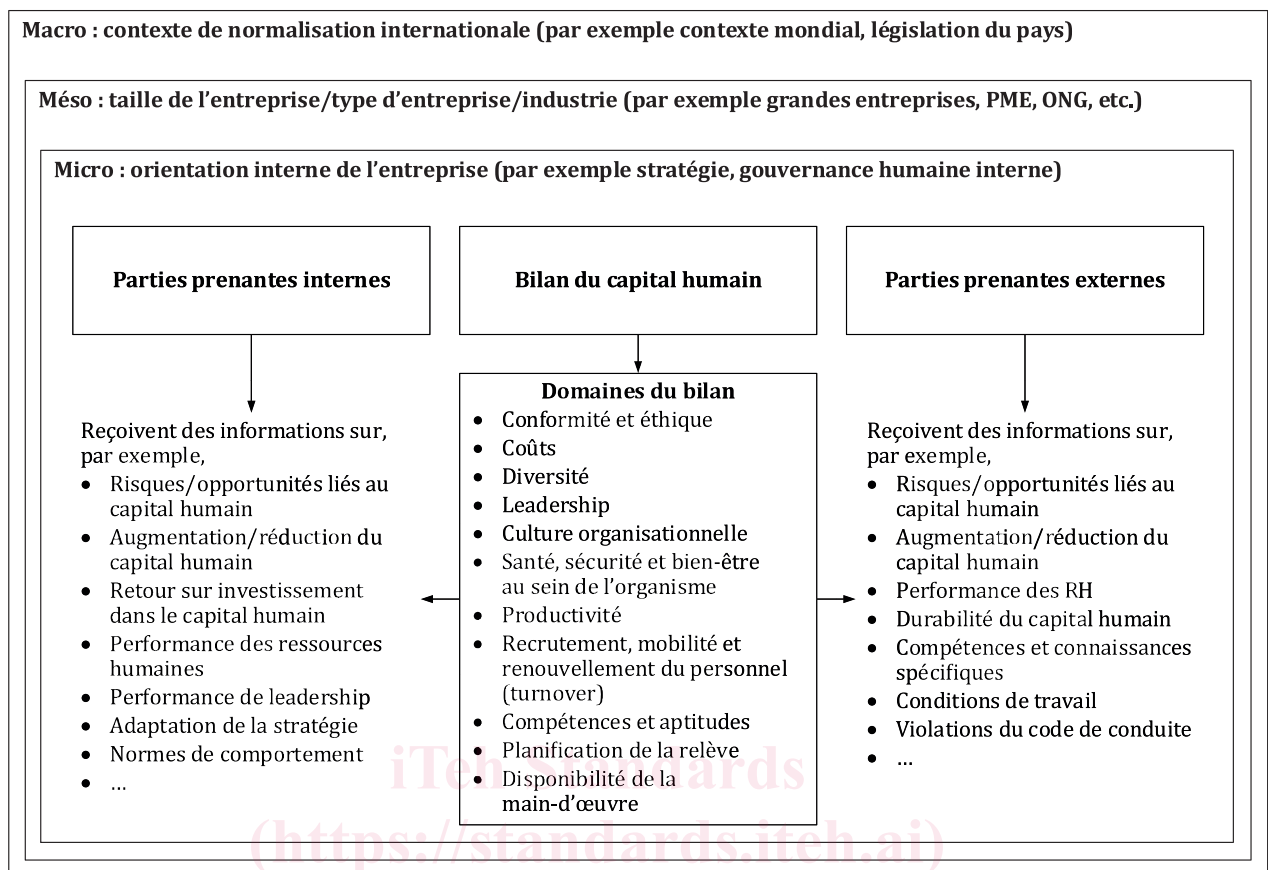 Macro : contexte de normalisation internationale (par exemple contexte mondial, législation du pays)
Méso : taille de l’entreprise/type d’entreprise/industrie (par exemple grandes entreprises, PME, ONG, etc.)
Micro : orientation interne de l’entreprise (par exemple stratégie, gouvernance humaine interne)
Parties prenantes internes
Reçoivent des informations sur,
par exemple,
• Risques/opportunités liés au
capital humain
• Augmentation/réduction du
capital humain
• Retour sur investissement
dans le capital humain
• Performance des ressources
humaines
• Performance de leadership
• Adaptation de la stratégie
• Normes de comportement
• ...
Bilan du capital humain
Domaines du bilan
• Conformité et éthique
• Coûts
• Diversité
• Leadership
• Culture organisationnelle
• Santé, sécurité et bien-être
au sein de l’organisme
• Productivité
• Recrutement, mobilité et
renouvellement du personnel
(turnover)
• Compétences et aptitudes
• Planification de la relève
• Disponibilité de la
main-d’œuvre
Parties prenantes externes
Reçoivent des informations sur,
par exemple,
• Risques/opportunités liés au
capital humain
• Augmentation/réduction du
capital humain
• Performance des RH
• Durabilité du capital humain
• Compétences et connaissances
spécifiques
• Conditions de travail
• Violations du code de conduite
• ...
iTeh Standards
(https://standards.iteh.ai)